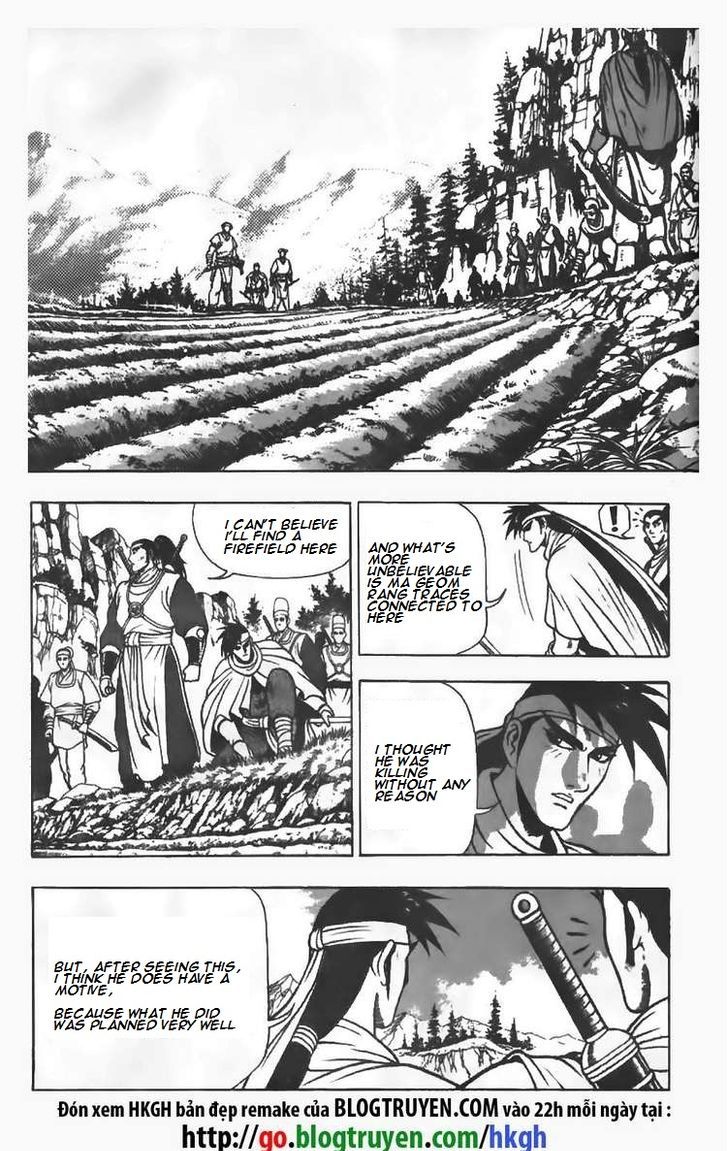 I CAN'T BELIEVE
I'LL FIND A
FIREFIELD HERE
AND WHAT'S
MORE
UNBELIEVABLE
IS MA GEOM
RANG TRACES
CONNECTED TO
HERE
!
I THOUGHT
HE WAS
KILLING
WITHOUT ANY
REASON
BUT, AFTER SEEING THIS,
I THINK HE DOES HAVE A
MOTIVE,
BECAUSE WHAT HE DID
WAS PLANNED VERY WELL
Đón xem HKGH bản đẹp remake của BLOGTRUYEN.COM vào 22h mỗi ngày tại :
http://go.blogtruyen.com/hkgh